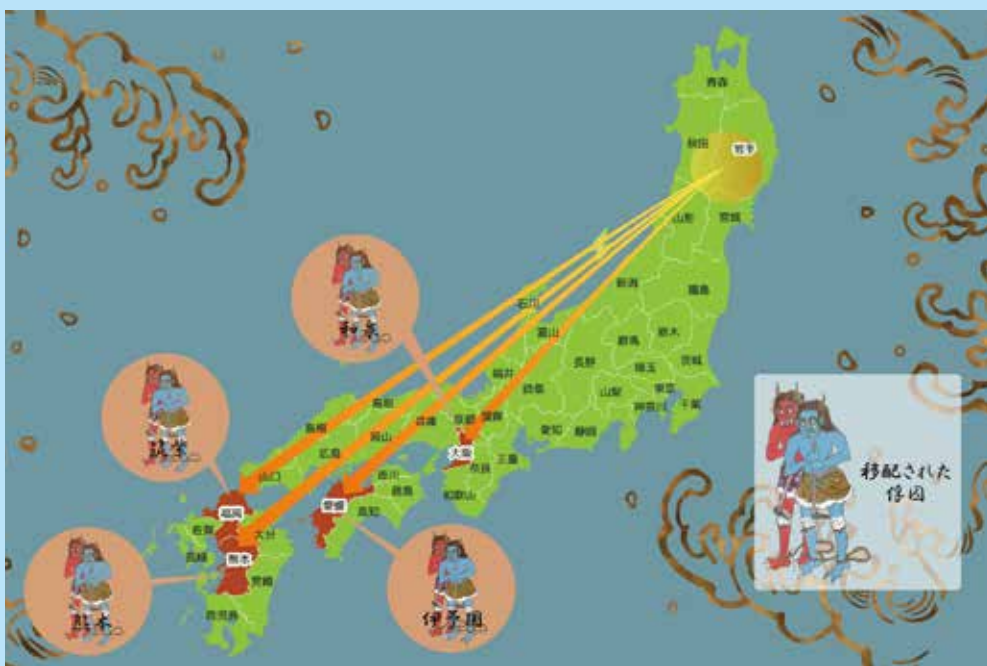 青森
秋田
岩手
山形
宮城
新潟
福島
石川
富山
群馬
栃木
長野
埼玉
茨城
福井
岐阜
山梨
東京
千葉
神奈川
愛知
静岡
和泉
鳥取
兵庫
京都
滋賀
島根
岡山
広島
大阪
奈良
三重
山口
香川
徳島
和歌山
愛媛
高知
筑紫
福岡
佐賀
大分
長崎
熊本
宮崎
鹿児島
熊本
伊予国
移配された
俘囚